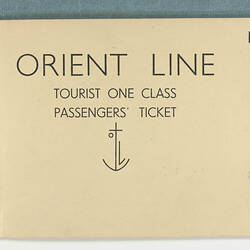 ORIENT LINE
TOURIST ONE CLASS
PASSENGERS' TICKET